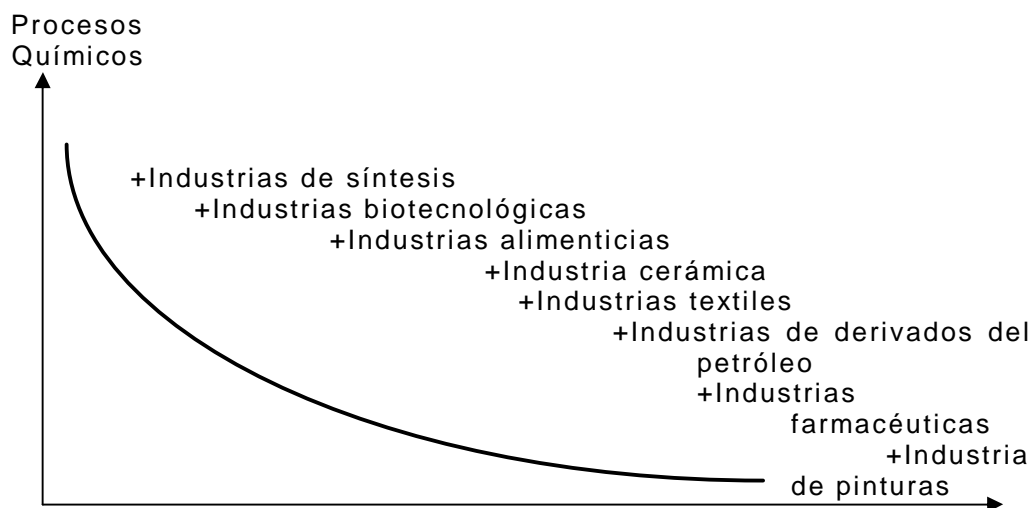 Procesos
Químicos
+Industrias de síntesis
+Industrias biotecnológicas
+Industrias alimenticias
+Industria cerámica
+Industrias textiles
+Industrias de derivados del
petróleo
+Industrias
farmacéuticas
+Industria
de pinturas